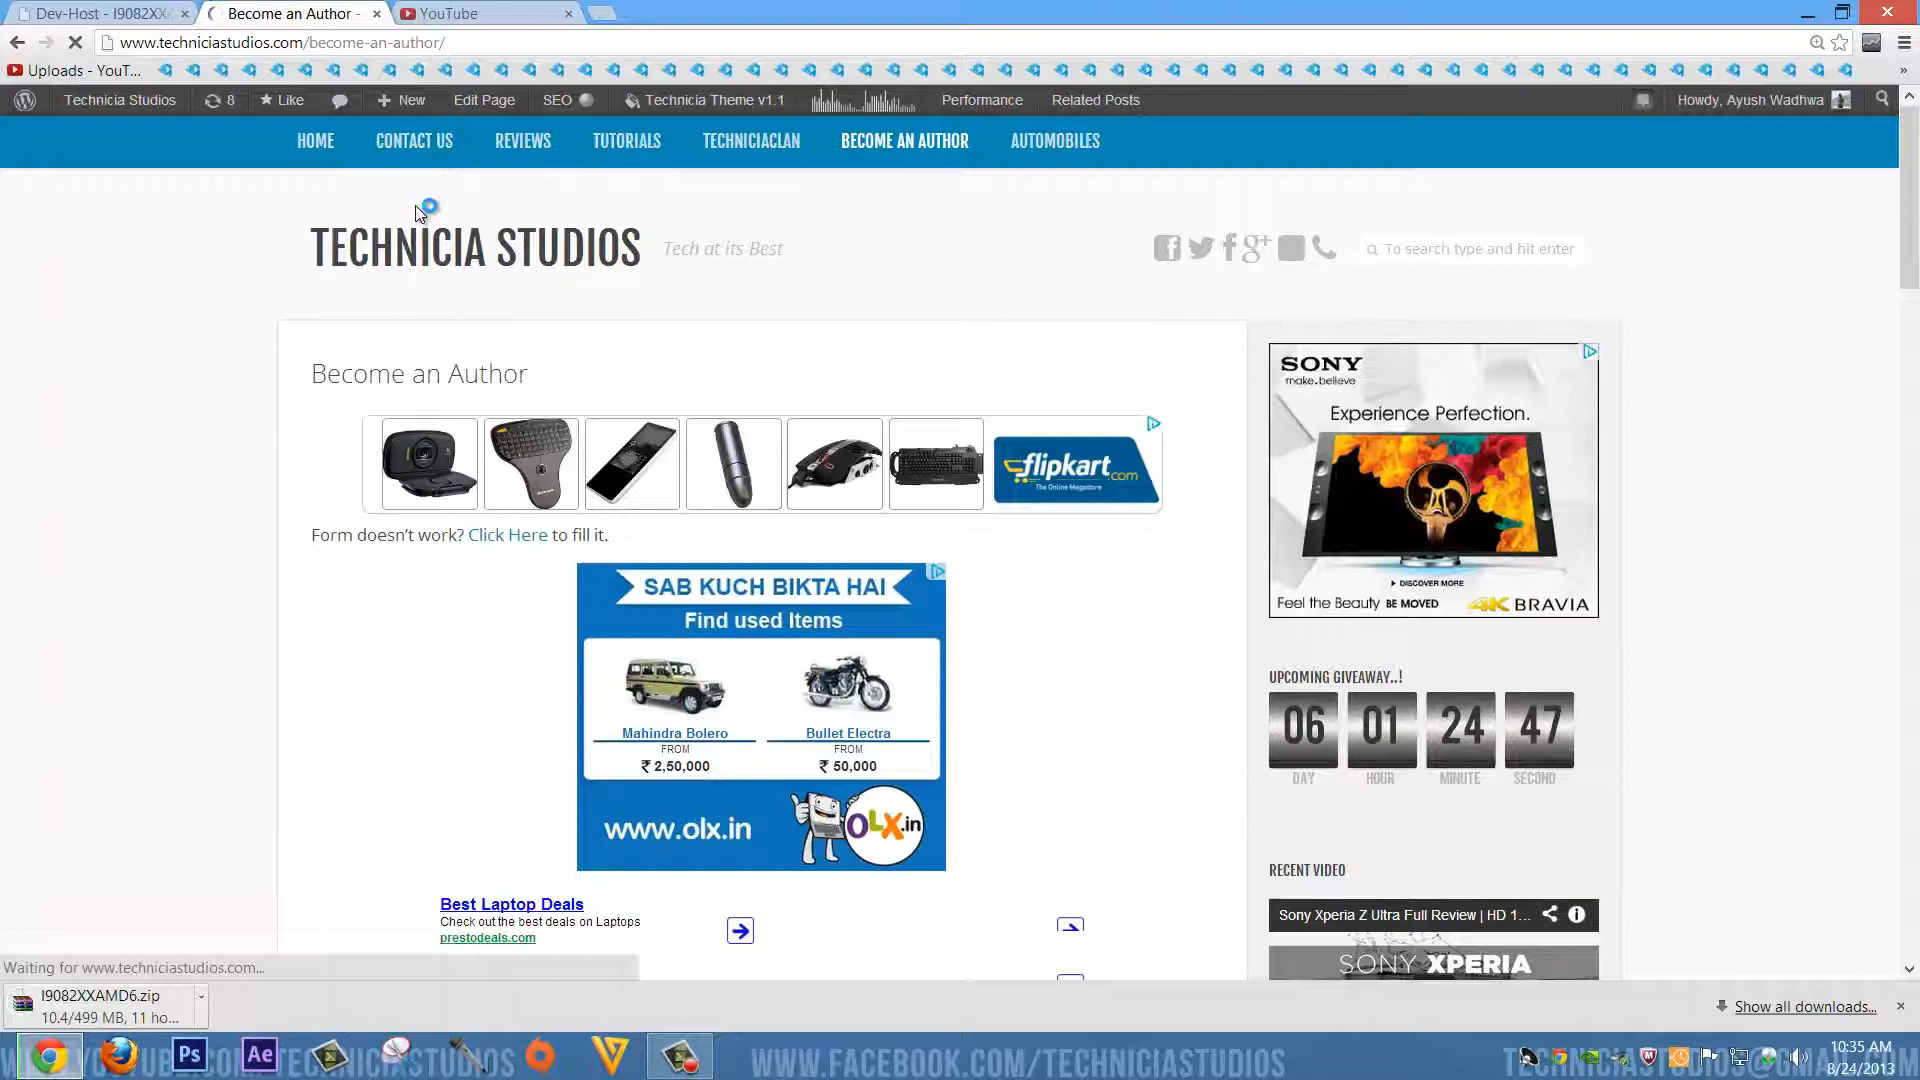 Dev-Host - I9082XX
Become an Author -
YouTube
www.techniciastudios.com/become-an-author/
Uploads - YouT...
Technicia Studios
8
Like
New
Edit Page
SEO
Technicia Theme v1.1
Performance
Related Posts
Howdy, Ayush Wadhwa
HOME
CONTACT US
REVIEWS
TUTORIALS
TECHNICIACLAN
BECOME AN AUTHOR
AUTOMOBILES
TECHNICIA STUDIOS
Tech at its Best
To search type and hit enter
Become an Author
flipkart.com
The Online Megastore
Form doesn't work? Click Here to fill it.
SAB KUCH BIKTA HAI
Find used Items
Mahindra Bolero
FROM
₹ 2,50,000
Bullet Electra
FROM
₹ 50,000
www.olx.in
OLX.in
Best Laptop Deals
Check out the best deals on Laptops
prestodeals.com
SONY
make.believe
Experience Perfection.
DISCOVER MORE
Feel the Beauty BE MOVED
4K BRAVIA
UPCOMING GIVEAWAY..!
06 01 24 47
DAY HOUR MINUTE SECOND
RECENT VIDEO
Sony Xperia Z Ultra Full Review | HD 1...
SONY XPERIA
Waiting for www.techniciastudios.com...
I9082XXAMD6.zip
10.4/499 MB, 11 ho...
Show all downloads...
Ps
Ae
WWW.FACEBOOK.COM/TECHNICIASTUDIOS
10:35 AM
8/24/2013